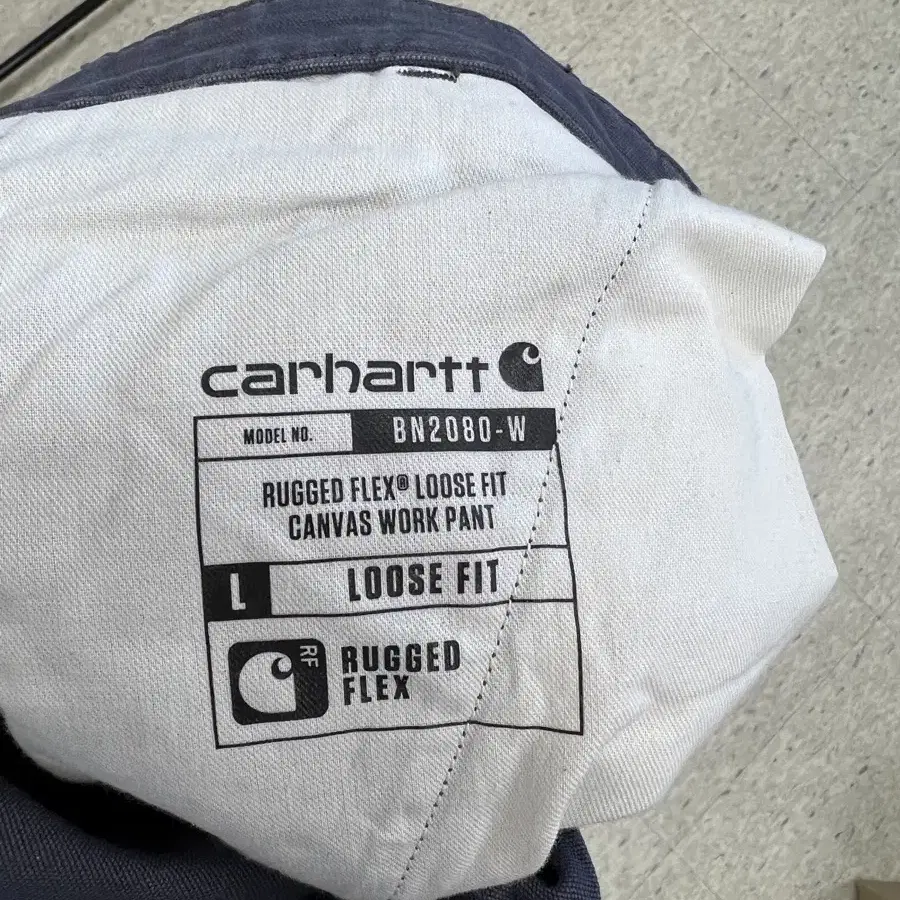 carhartt
MODEL NO. BN2080-W
RUGGED FLEX® LOOSE FIT
CANVAS WORK PANT
L LOOSE FIT
RF
RUGGED
FLEX